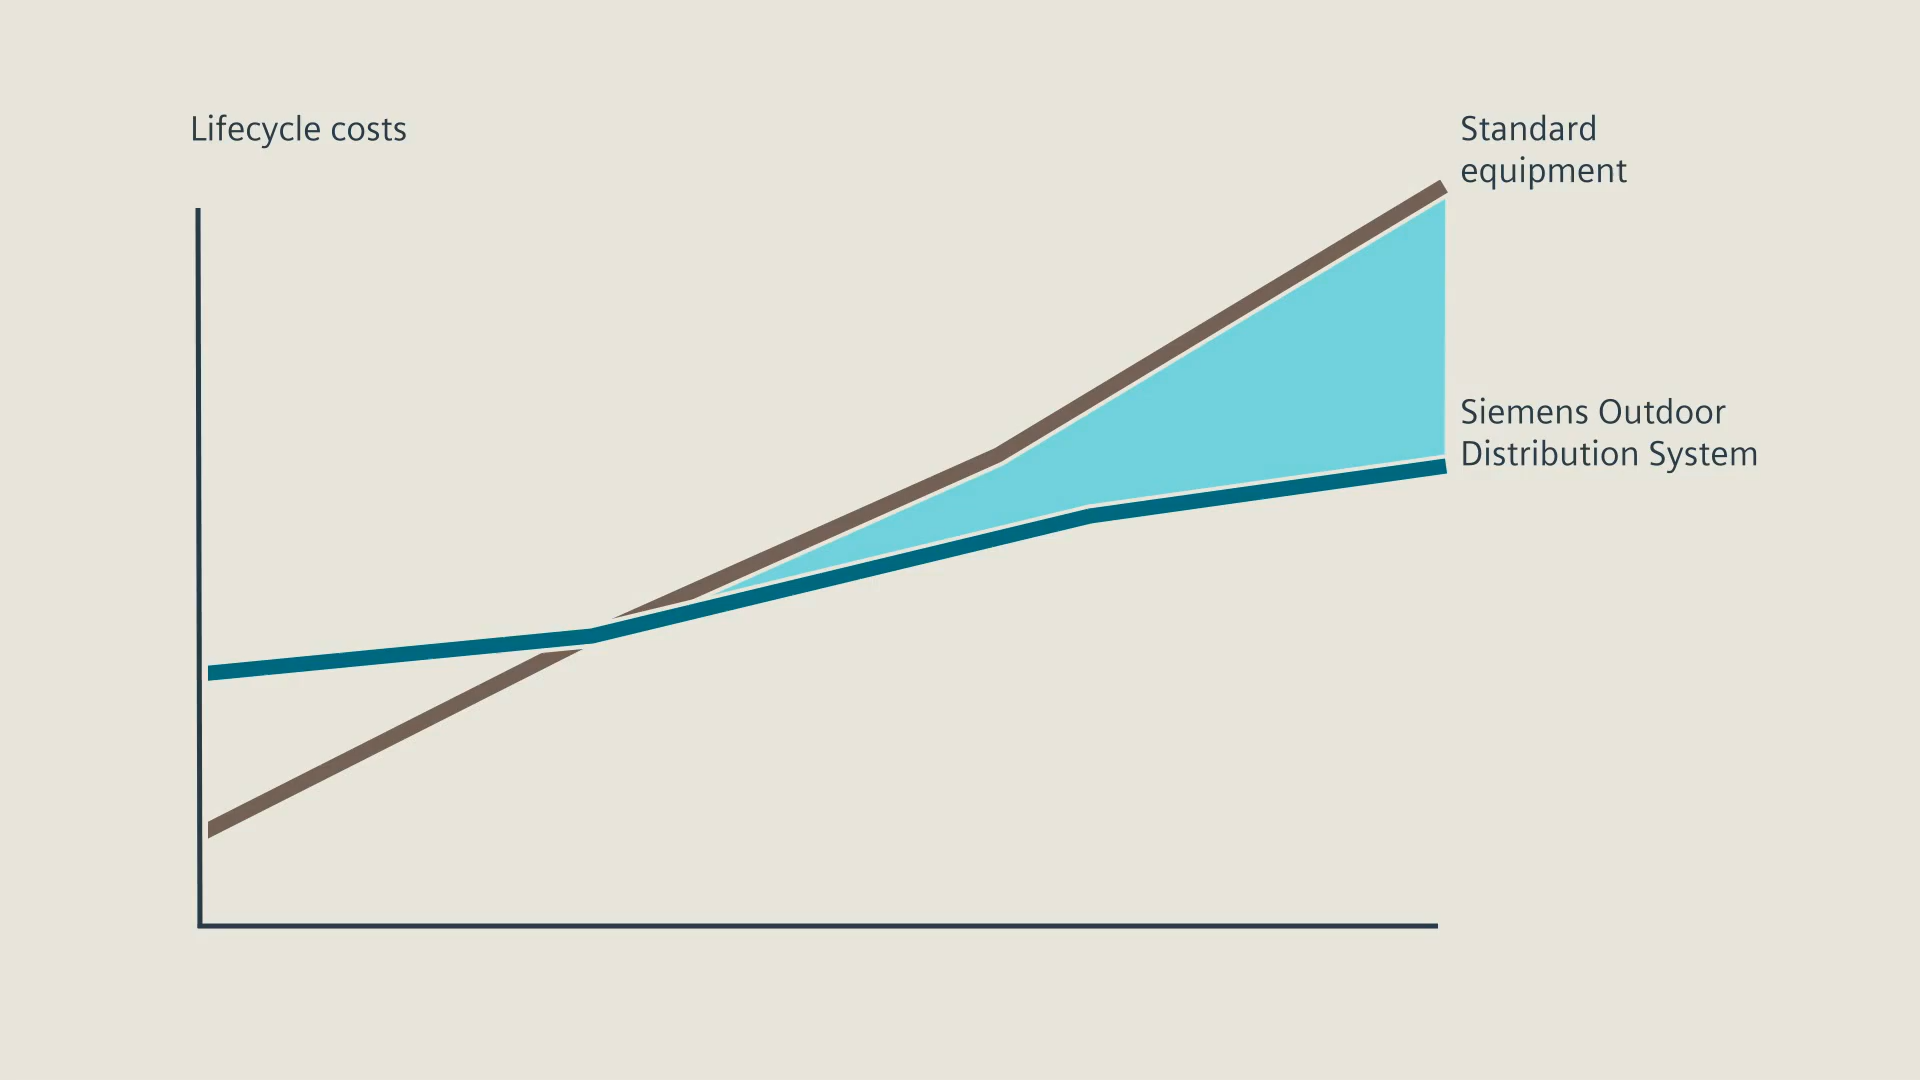 Lifecycle costs
Standard
equipment
Siemens Outdoor
Distribution System